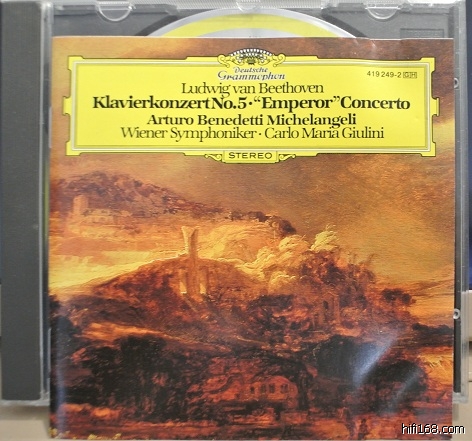 Deutsche
Grammophon
419 249-2 GH
Ludwig van Beethoven
Klavierkonzert No.5·“Emperor”Concerto
Arturo Benedetti Michelangeli
Wiener Symphoniker·Carlo Maria Giulini
STEREO
hifi168.com